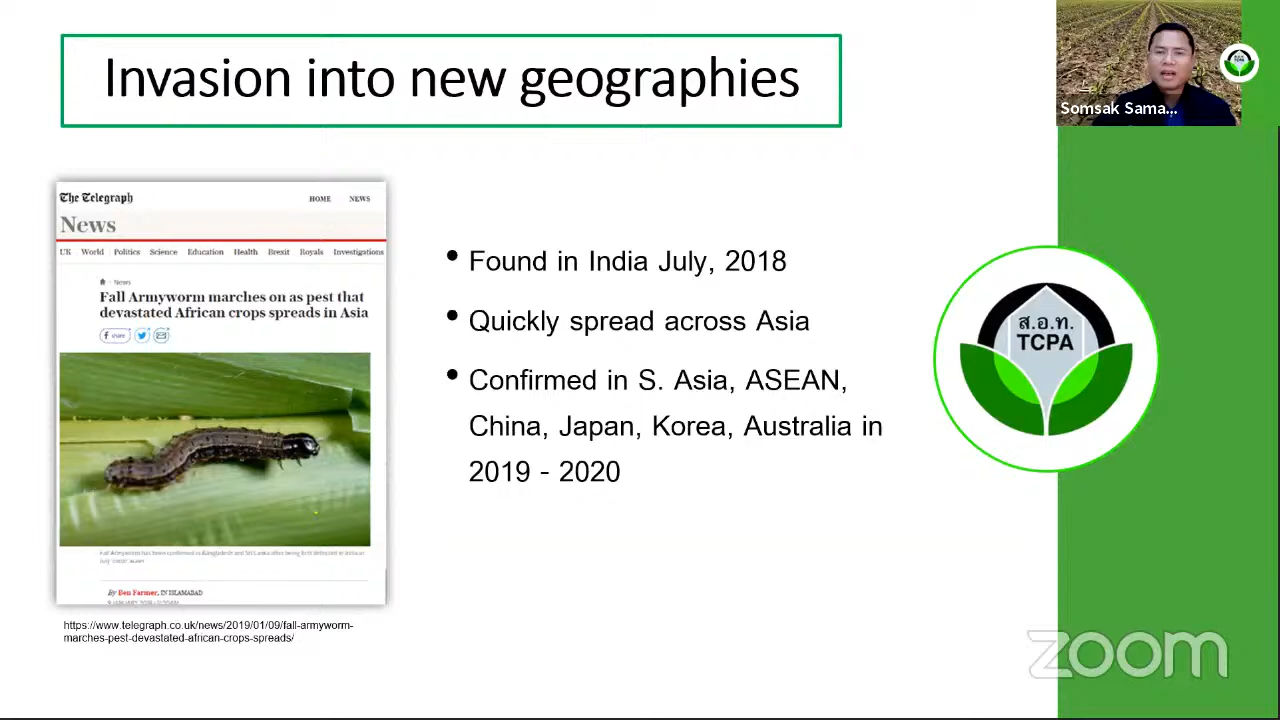 Invasion into new geographies
Somsak Sama...
The Telegraph
HOME NEWS
News
UK World Politics Science Education Health Brexit Royals Investigations
News
Fall Armyworm marches on as pest that
devastated African crops spreads in Asia
share
By Ben Farmer, IN ISLAMABAD
https://www.telegraph.co.uk/news/2019/01/09/fall-armyworm-
marches-pest-devastated-african-crops-spreads/
• Found in India July, 2018
• Quickly spread across Asia
• Confirmed in S. Asia, ASEAN,
China, Japan, Korea, Australia in
2019 - 2020
ส.อ.ท.
TCPA
zoom